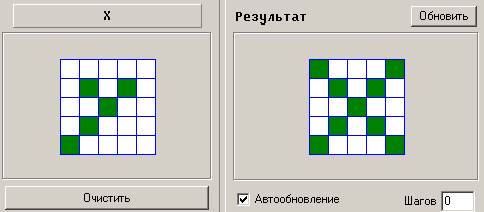 X
Результат
Обновить
Очистить
Автообновление
Шагов 0